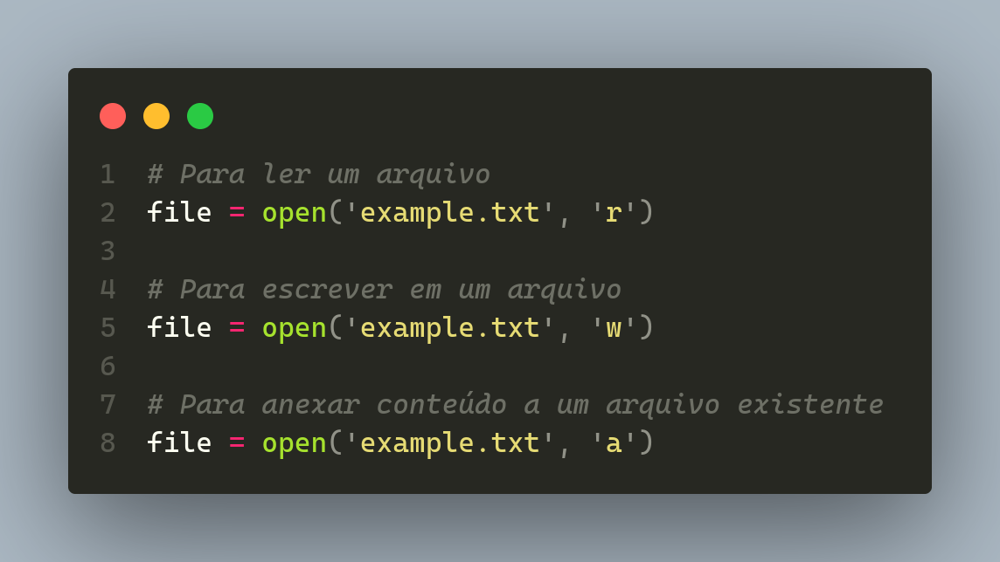 1 # Para ler um arquivo
2 file = open('example.txt', 'r')
3
4 # Para escrever em um arquivo
5 file = open('example.txt', 'w')
6
7 # Para anexar conteúdo a um arquivo existente
8 file = open('example.txt', 'a')